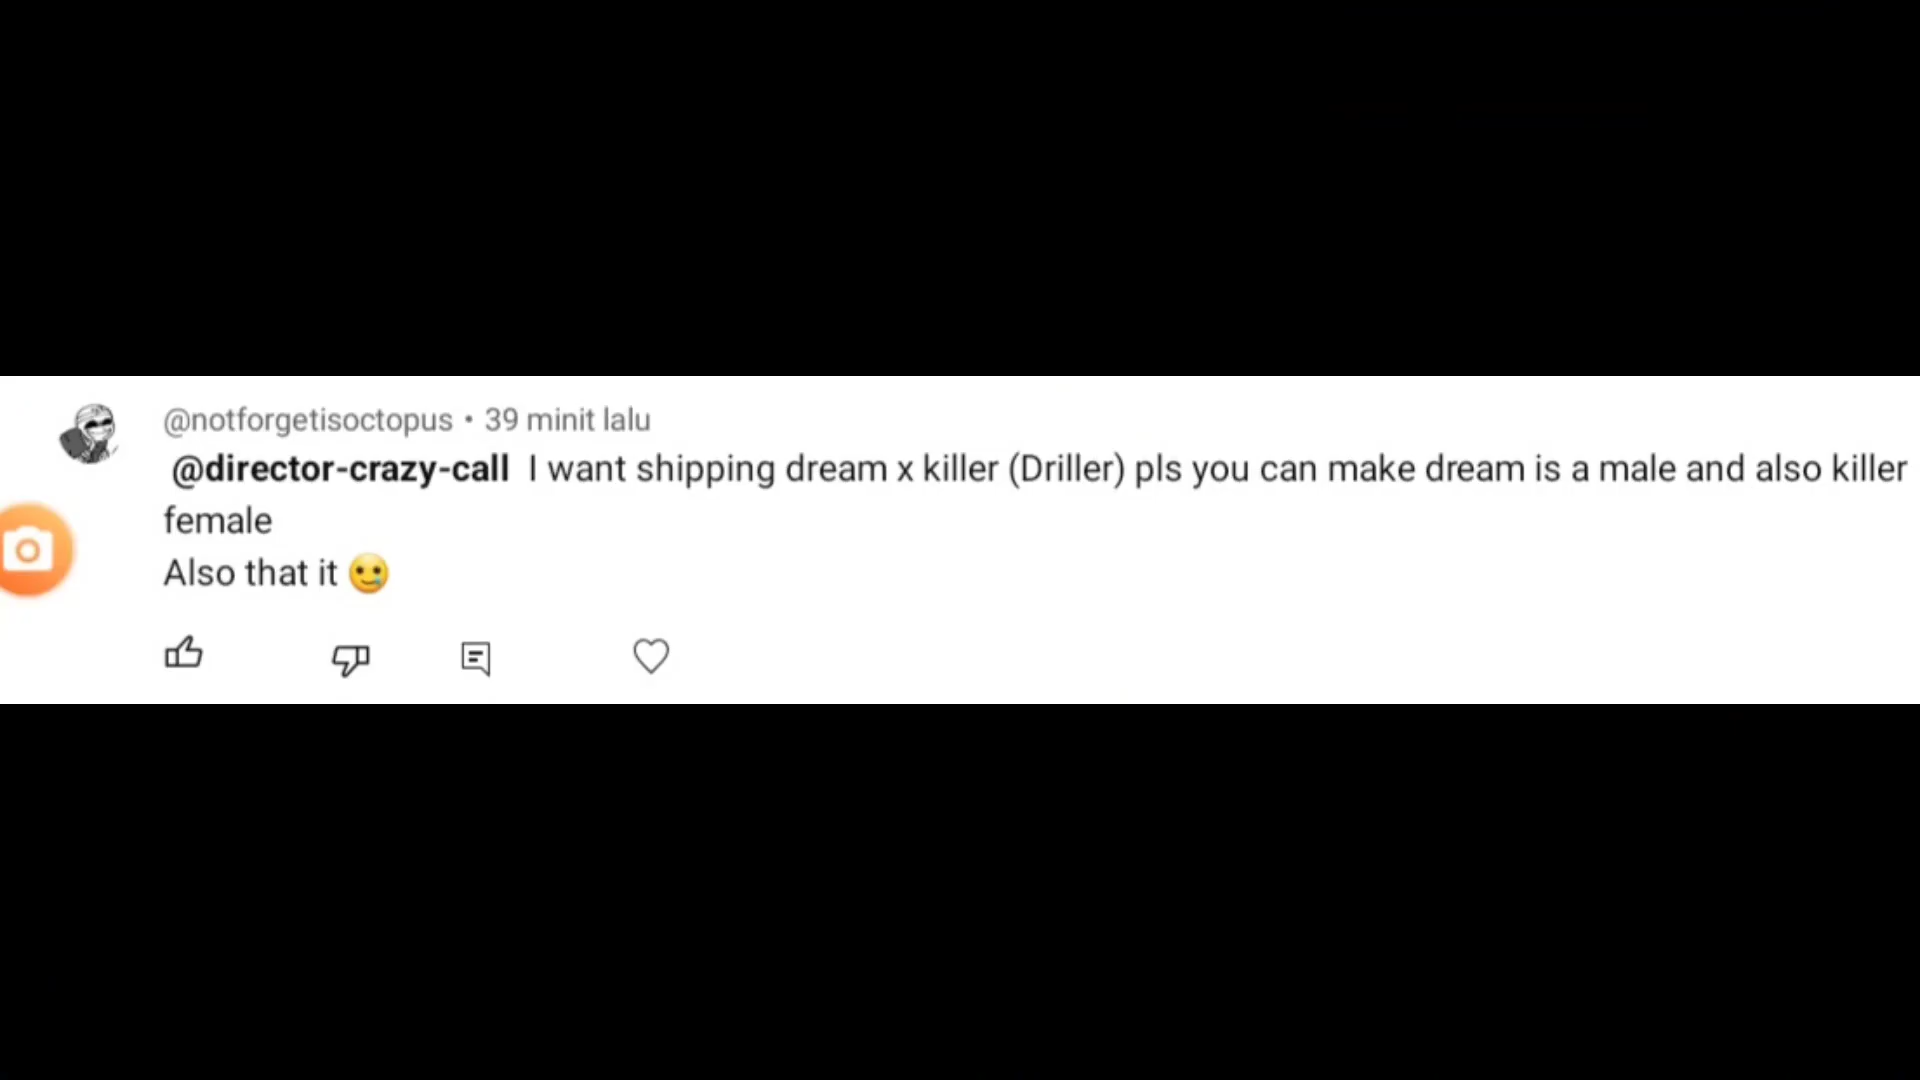 @notforgetisoctopus • 39 minit lalu
@director-crazy-call I want shipping dream x killer (Driller) pls you can make dream is a male and also killer
female
Also that it 🥲